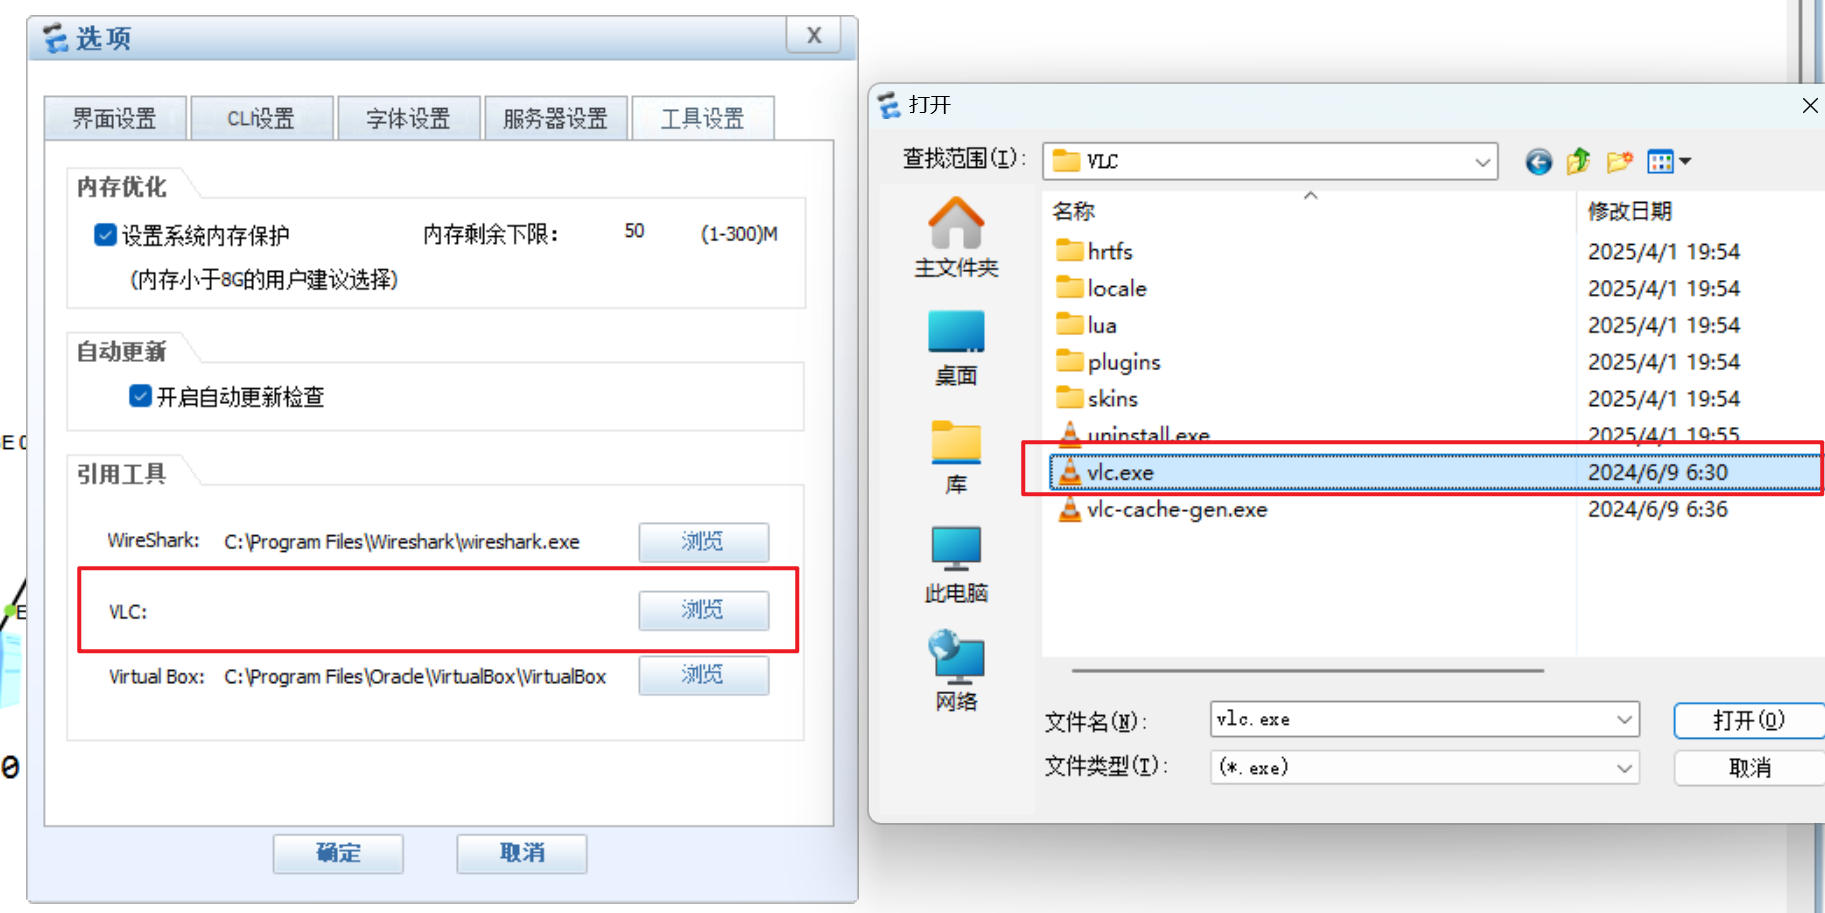 选项
X
界面设置
CLI设置
字体设置
服务器设置
工具设置
内存优化
设置系统内存保护
内存剩余下限：
50
(1-300)M
(内存小于8G的用户建议选择)
自动更新
开启自动更新检查
引用工具
WireShark:
C:\Program Files\Wireshark\wireshark.exe
浏览
VLC:
浏览
Virtual Box:
C:\Program Files\Oracle\VirtualBox\VirtualBox
浏览
确定
取消
E 0
E
0
打开
查找范围(I):
VLC
主文件夹
桌面
库
此电脑
网络
名称
修改日期
hrtfs
2025/4/1 19:54
locale
2025/4/1 19:54
lua
2025/4/1 19:54
plugins
2025/4/1 19:54
skins
2025/4/1 19:54
uninstall.exe
2025/4/1 19:55
vlc.exe
2024/6/9 6:30
vlc-cache-gen.exe
2024/6/9 6:36
文件名(N):
vlc.exe
打开(O)
文件类型(T):
(*.exe)
取消